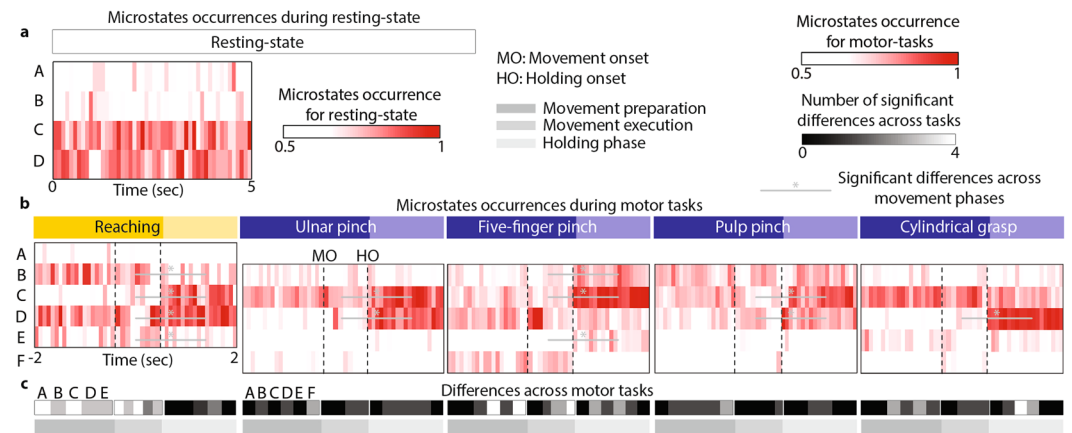 a
Microstates occurrences during resting-state
Resting-state
A
B
C
D
0
Time (sec)
5
Microstates occurrence
for resting-state
0.5
1
MO: Movement onset
HO: Holding onset
Movement preparation
Movement execution
Holding phase
Microstates occurrence
for motor-tasks
0.5
1
Number of significant
differences across tasks
0
4
*
Significant differences across
movement phases
b
Microstates occurrences during motor tasks
Reaching
Ulnar pinch
Five-finger pinch
Pulp pinch
Cylindrical grasp
MO
HO
A
B
C
D
E
F
-2
Time (sec)
2
c
Differences across motor tasks
A B C D E
A B C D E F